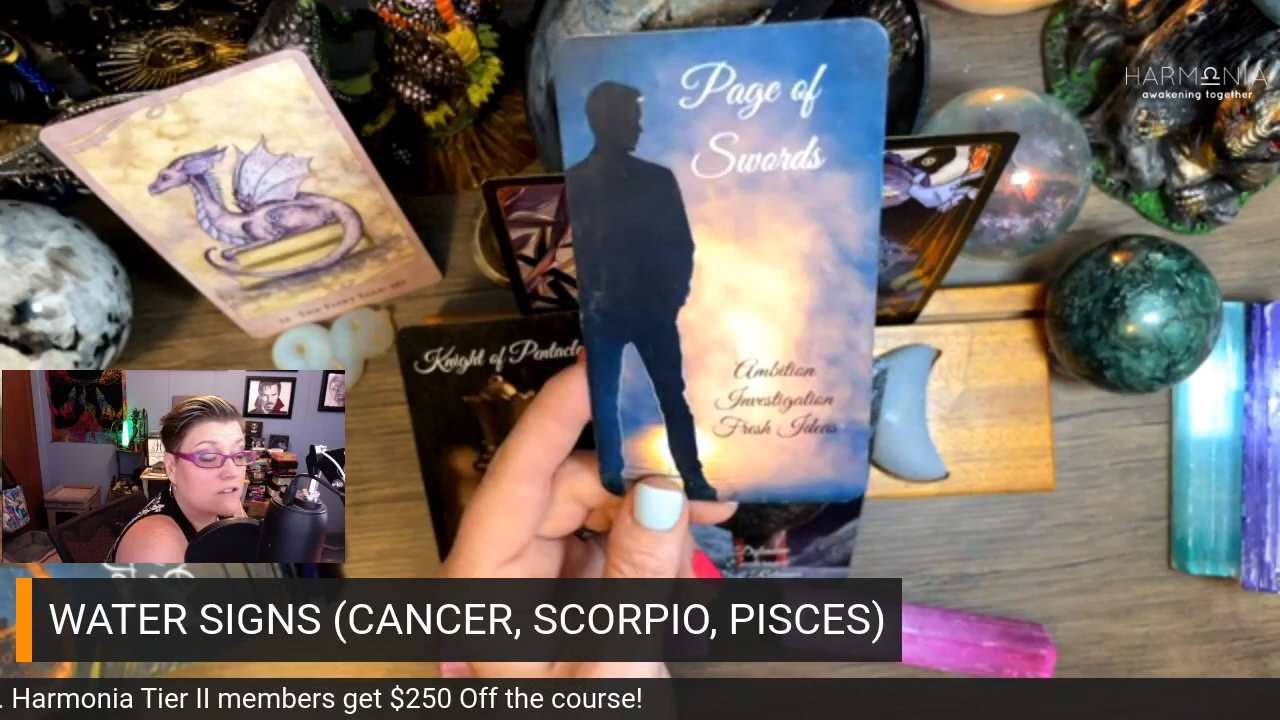 HARMONIA
awakening together
Page of
Swords
Knight of Pentacle
Ambition
Investigation
Fresh Ideas
WATER SIGNS (CANCER, SCORPIO, PISCES)
. Harmonia Tier II members get $250 Off the course!